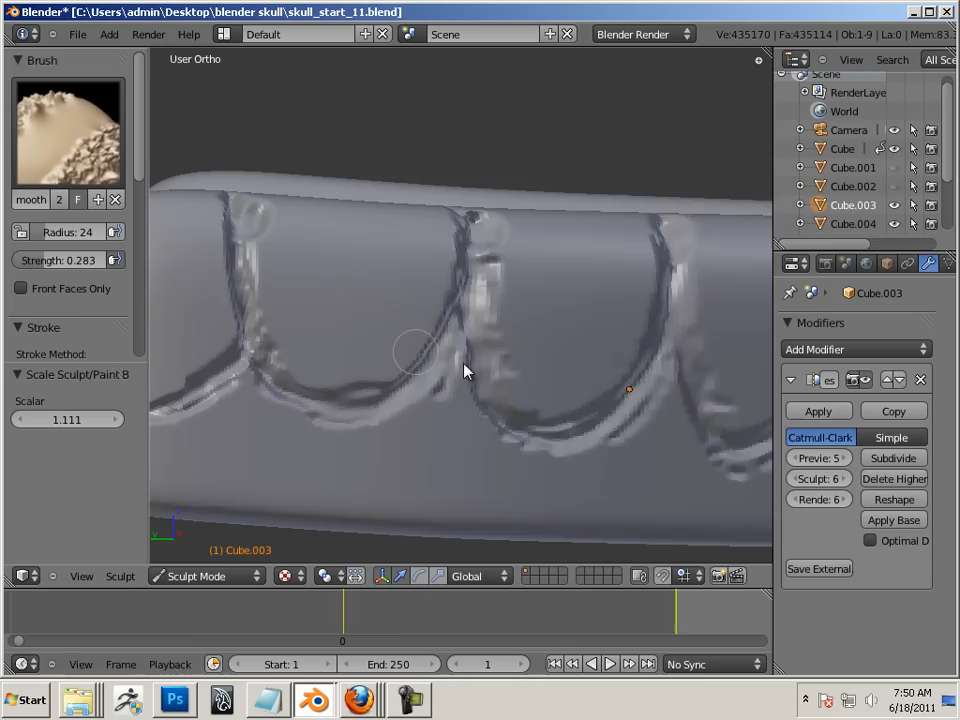 Blender* [C:\Users\admin\Desktop\blender skull\skull_start_11.blend]
File Add Render Help Default Scene Blender Render Ve:435170 | Fa:435114 | Ob:1-9 | La:0 | Mem:83.
Brush
User Ortho
View Search All Sce
Scene
RenderLaye
World
Camera
Cube
Cube.001
Cube.002
Cube.003
Cube.004
mooth 2 F
Radius: 24
Strength: 0.283
Front Faces Only
Stroke
Stroke Method:
Scale Sculpt/Paint B
Scalar
1.111
Cube.003
Modifiers
Add Modifier
es
Apply Copy
Catmull-Clark Simple
Previe: 5 Subdivide
Sculpt: 6 Delete Higher
Rende: 6 Reshape
Apply Base
Optimal D
Save External.
y
(1) Cube.003
View Sculpt Sculpt Mode Global
0
View Frame Playback Start: 1 End: 250 1 No Sync
Start Ps 7:50 AM
6/18/2011